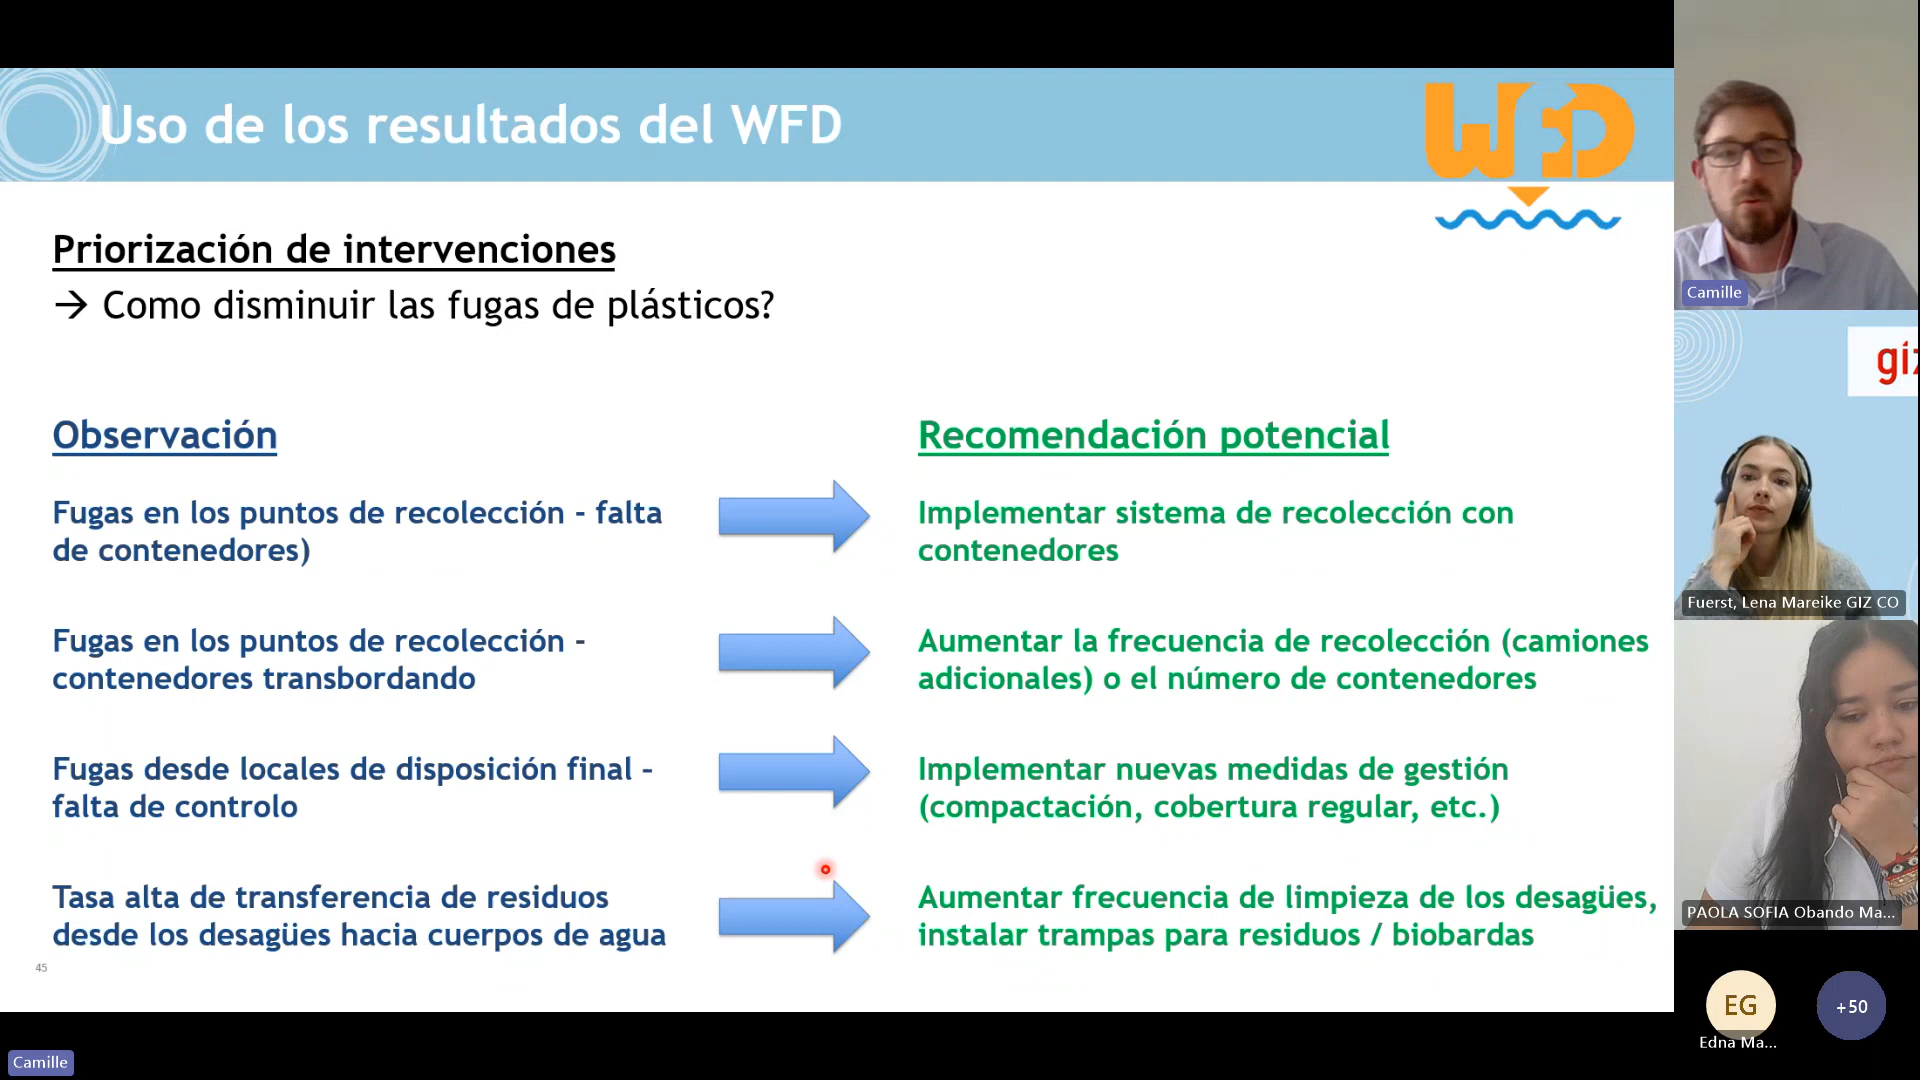 Uso de los resultados del WFD
WFD
Priorización de intervenciones
→ Como disminuir las fugas de plásticos?
Observación
Recomendación potencial
Fugas en los puntos de recolección - falta
de contenedores)
Implementar sistema de recolección con
contenedores
Fugas en los puntos de recolección –
contenedores transbordando
Aumentar la frecuencia de recolección (camiones
adicionales) o el número de contenedores
Fugas desde locales de disposición final –
falta de controlo
Implementar nuevas medidas de gestión
(compactación, cobertura regular, etc.)
Tasa alta de transferencia de residuos
desde los desagües hacia cuerpos de agua
Aumentar frecuencia de limpieza de los desagües,
instalar trampas para residuos / biobardas
45
Camille
Camille
giz
Fuerst, Lena Mareike GIZ CO
PAOLA SOFIA Obando Ma...
EG
Edna Ma...
+50